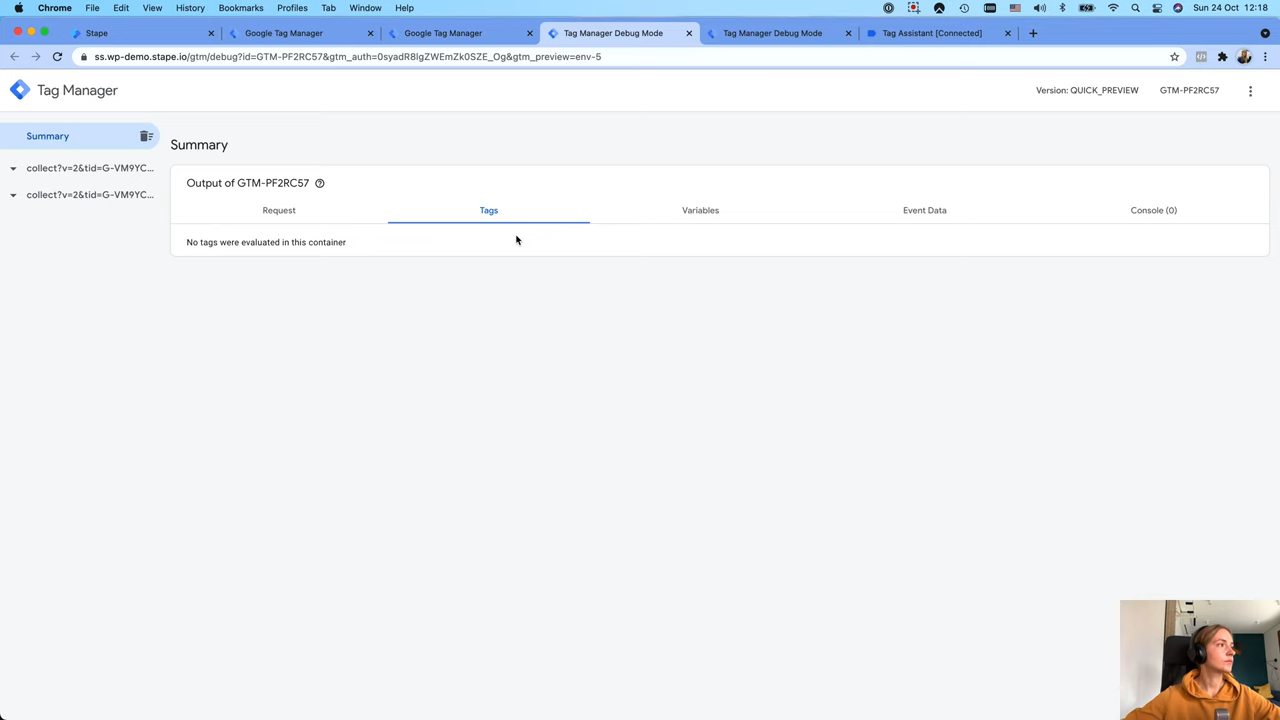 Chrome File Edit View History Bookmarks Profiles Tab Window Help Sun 24 Oct 12:18
Stape Google Tag Manager Google Tag Manager Tag Manager Debug Mode Tag Manager Debug Mode Tag Assistant [Connected]
ss.wp-demo.stape.io/gtm/debug?id=GTM-PF2RC57&gtm_auth=0syadR8lgZWEmZk0SZE_Og&gtm_preview=env-5
Tag Manager Version: QUICK_PREVIEW GTM-PF2RC57
Summary
Summary
collect?v=2&tid=G-VM9YC...
collect?v=2&tid=G-VM9YC...
Output of GTM-PF2RC57
Request Tags Variables Event Data Console (0)
No tags were evaluated in this container